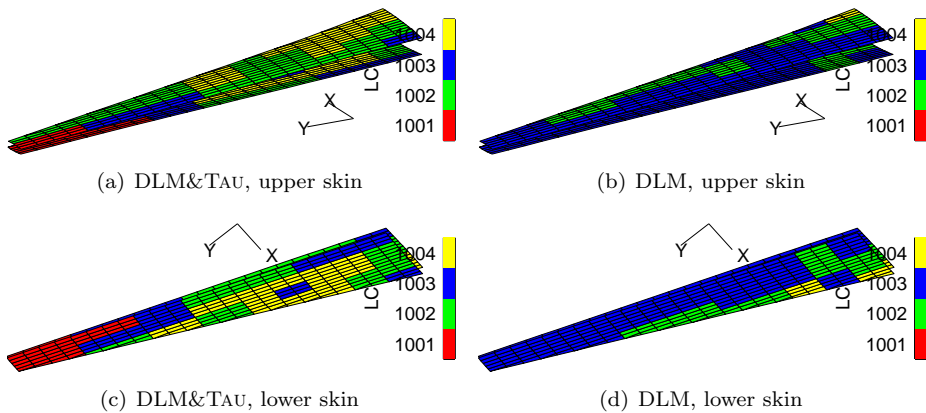 1004
1003
1002
1001
LC
X
Y
1004
1003
1002
1001
LC
X
Y
(a) DLM&TAU, upper skin
(b) DLM, upper skin
1004
1003
1002
1001
LC
Y
X
1004
1003
1002
1001
LC
Y
X
(c) DLM&TAU, lower skin
(d) DLM, lower skin